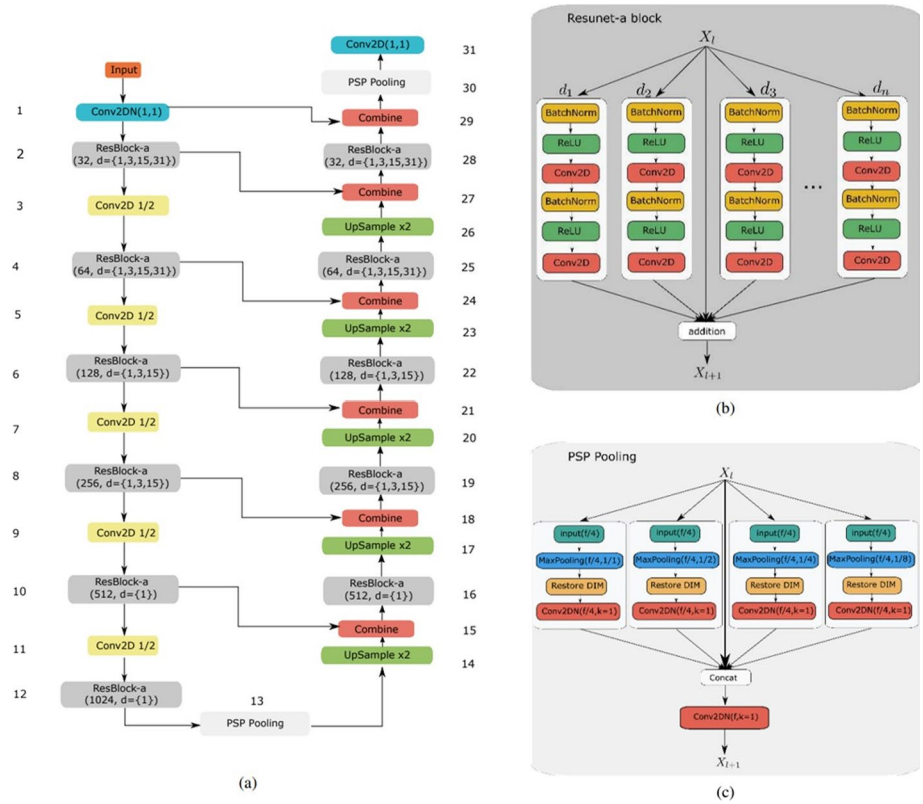 Input
1
Conv2DN(1,1)
2
ResBlock-a
(32, d={1,3,15,31})
3
Conv2D 1/2
4
ResBlock-a
(64, d={1,3,15,31})
5
Conv2D 1/2
6
ResBlock-a
(128, d={1,3,15})
7
Conv2D 1/2
8
ResBlock-a
(256, d={1,3,15})
9
Conv2D 1/2
10
ResBlock-a
(512, d={1})
11
Conv2D 1/2
12
ResBlock-a
(1024, d={1})
13
PSP Pooling
Conv2D(1,1)
31
PSP Pooling
30
Combine
29
ResBlock-a
(32, d={1,3,15,31})
28
Combine
27
UpSample x2
26
ResBlock-a
(64, d={1,3,15,31})
25
Combine
24
UpSample x2
23
ResBlock-a
(128, d={1,3,15})
22
Combine
21
UpSample x2
20
ResBlock-a
(256, d={1,3,15})
19
Combine
18
UpSample x2
17
ResBlock-a
(512, d={1})
16
Combine
15
UpSample x2
14
(a)
Resunet-a block
X_l
d_1 d_2 d_3 d_n
BatchNorm BatchNorm BatchNorm BatchNorm
ReLU ReLU ReLU ReLU
Conv2D Conv2D Conv2D Conv2D
BatchNorm BatchNorm BatchNorm ... BatchNorm
ReLU ReLU ReLU ReLU
Conv2D Conv2D Conv2D Conv2D
addition
X_{l+1}
(b)
PSP Pooling
X_l
input(f/4) input(f/4) input(f/4) input(f/4)
MaxPooling(f/4,1/1) MaxPooling(f/4,1/2) MaxPooling(f/4,1/4) MaxPooling(f/4,1/8)
Restore DIM Restore DIM Restore DIM Restore DIM
Conv2DN(f/4,k=1) Conv2DN(f/4,k=1) Conv2DN(f/4,k=1) Conv2DN(f/4,k=1)
Concat
Conv2DN(f,k=1)
X_{l+1}
(c)